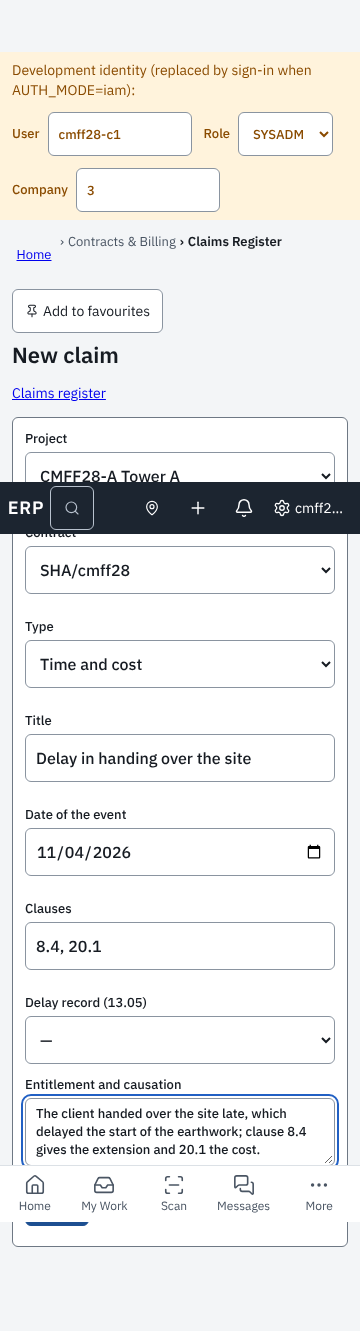 Development identity (replaced by sign-in when
AUTH_MODE=iam):
User cmff28-c1 Role SYSADM
Company 3
Home › Contracts & Billing › Claims Register
Add to favourites
New claim
Claims register
Project
CMFF28-A Tower A
ERP cmff2...
Contract
SHA/cmff28
Type
Time and cost
Title
Delay in handing over the site
Date of the event
11/04/2026
Clauses
8.4, 20.1
Delay record (13.05)
—
Entitlement and causation
The client handed over the site late, which
delayed the start of the earthwork; clause 8.4
gives the extension and 20.1 the cost.
Home My Work Scan Messages More